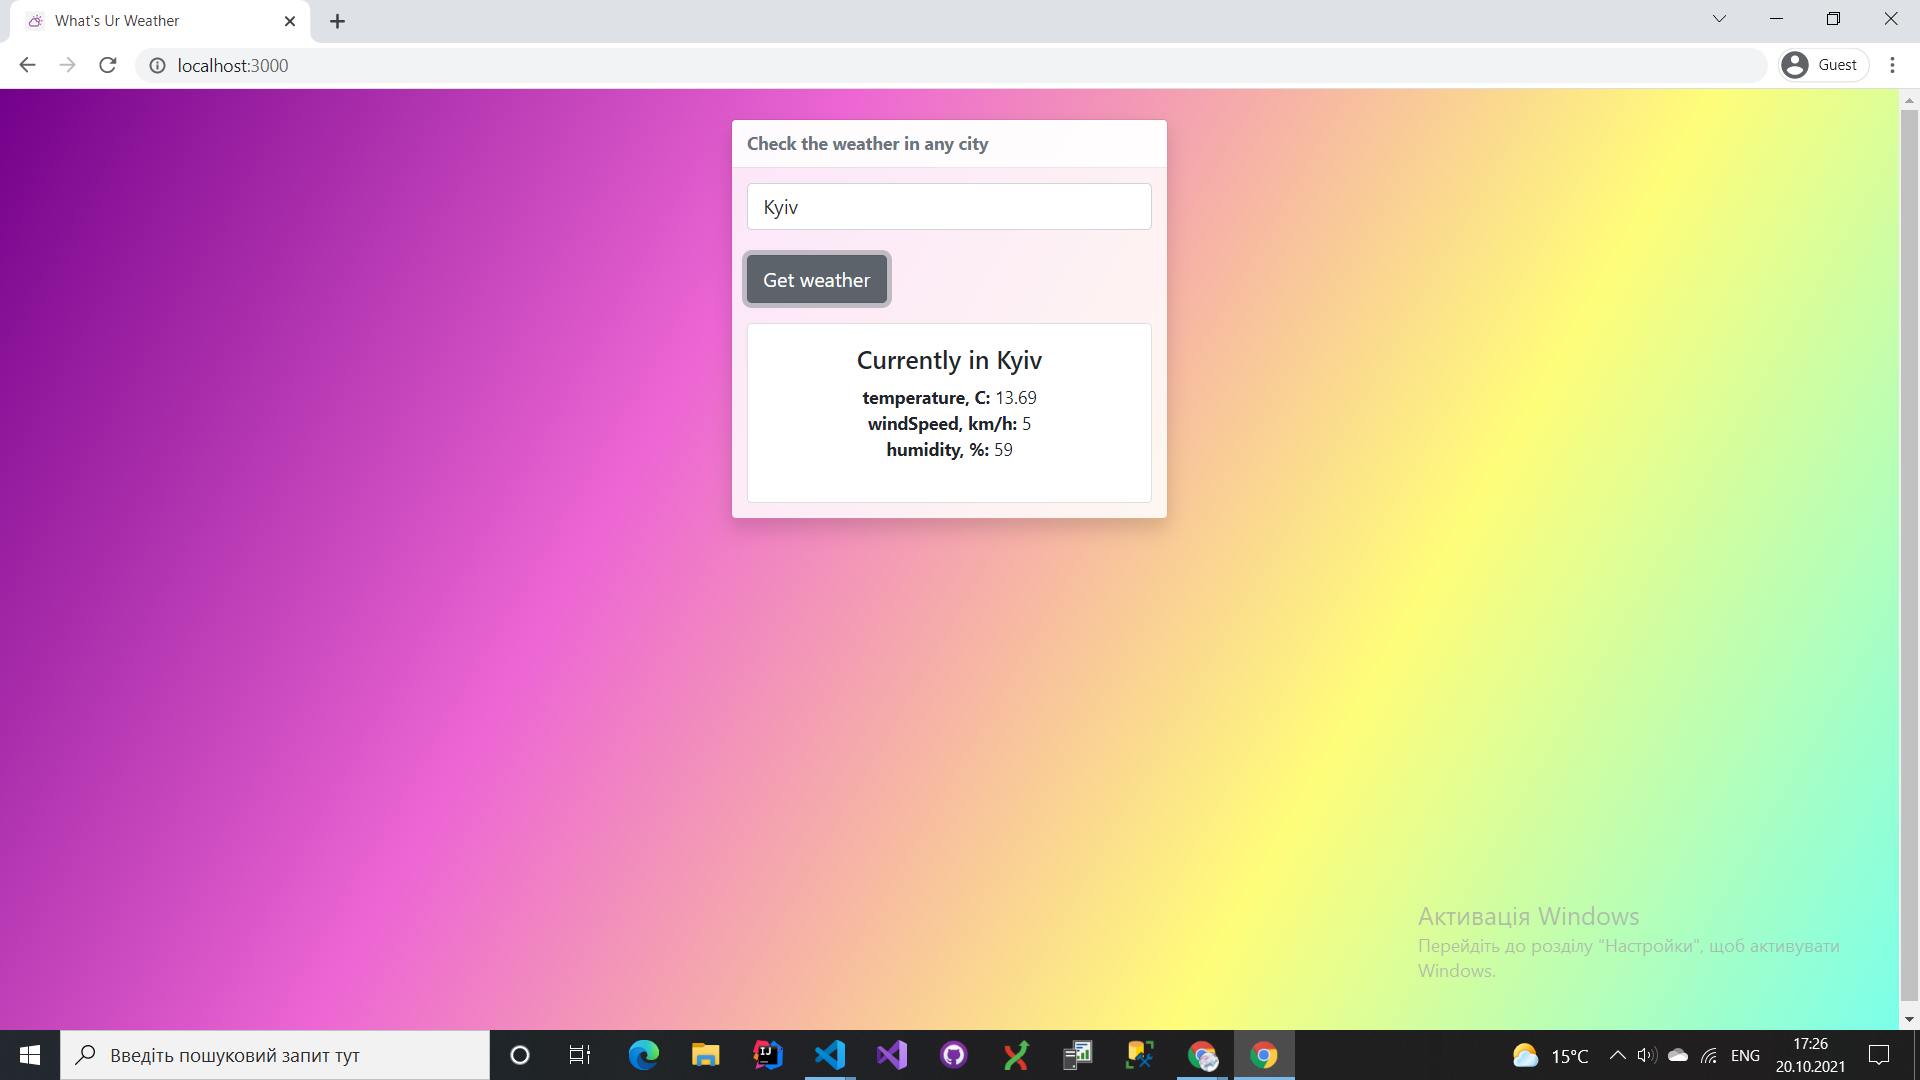 What's Ur Weather
localhost:3000
Guest
Check the weather in any city
Kyiv
Get weather
Currently in Kyiv
temperature, C: 13.69
windSpeed, km/h: 5
humidity, %: 59
Активація Windows
Перейдіть до розділу "Настройки", щоб активувати
Windows.
Введіть пошуковий запит тут
IJ
15°C
ENG
17:26
20.10.2021